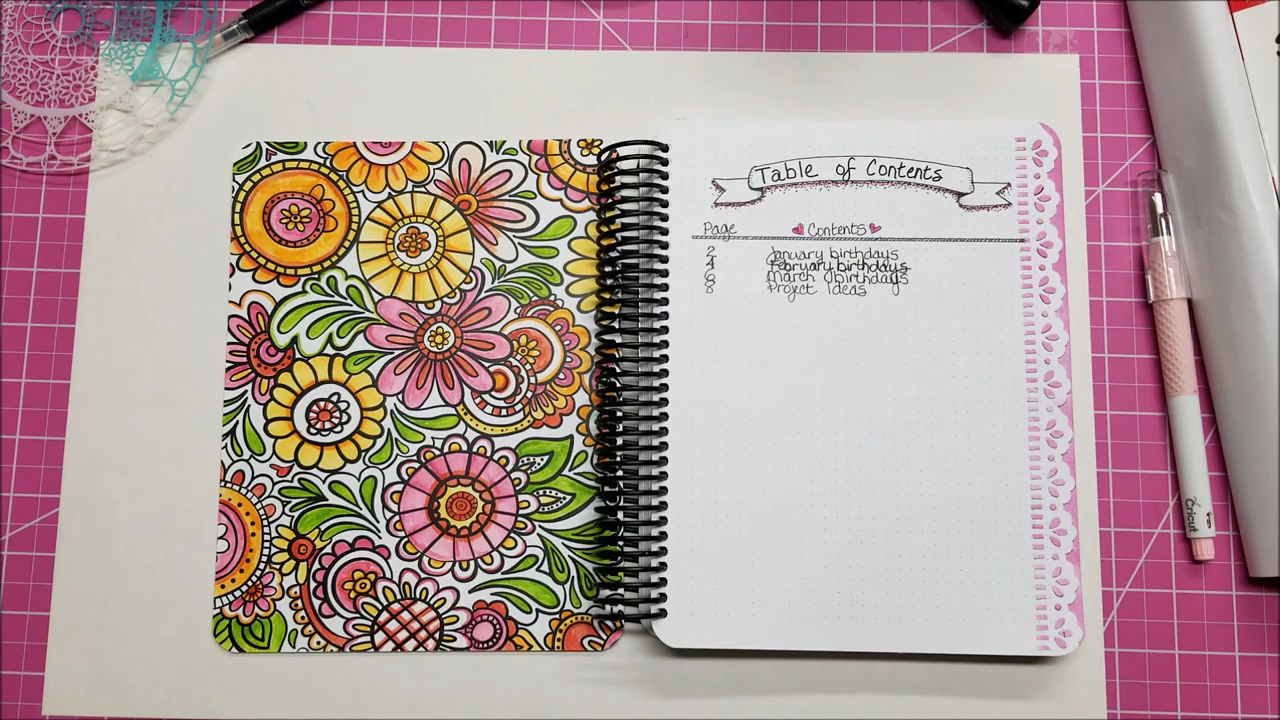 Table of Contents
Page Contents
2 January birthdays
4 February birthdays
6 March birthdays
8 Project Ideas
Cricut